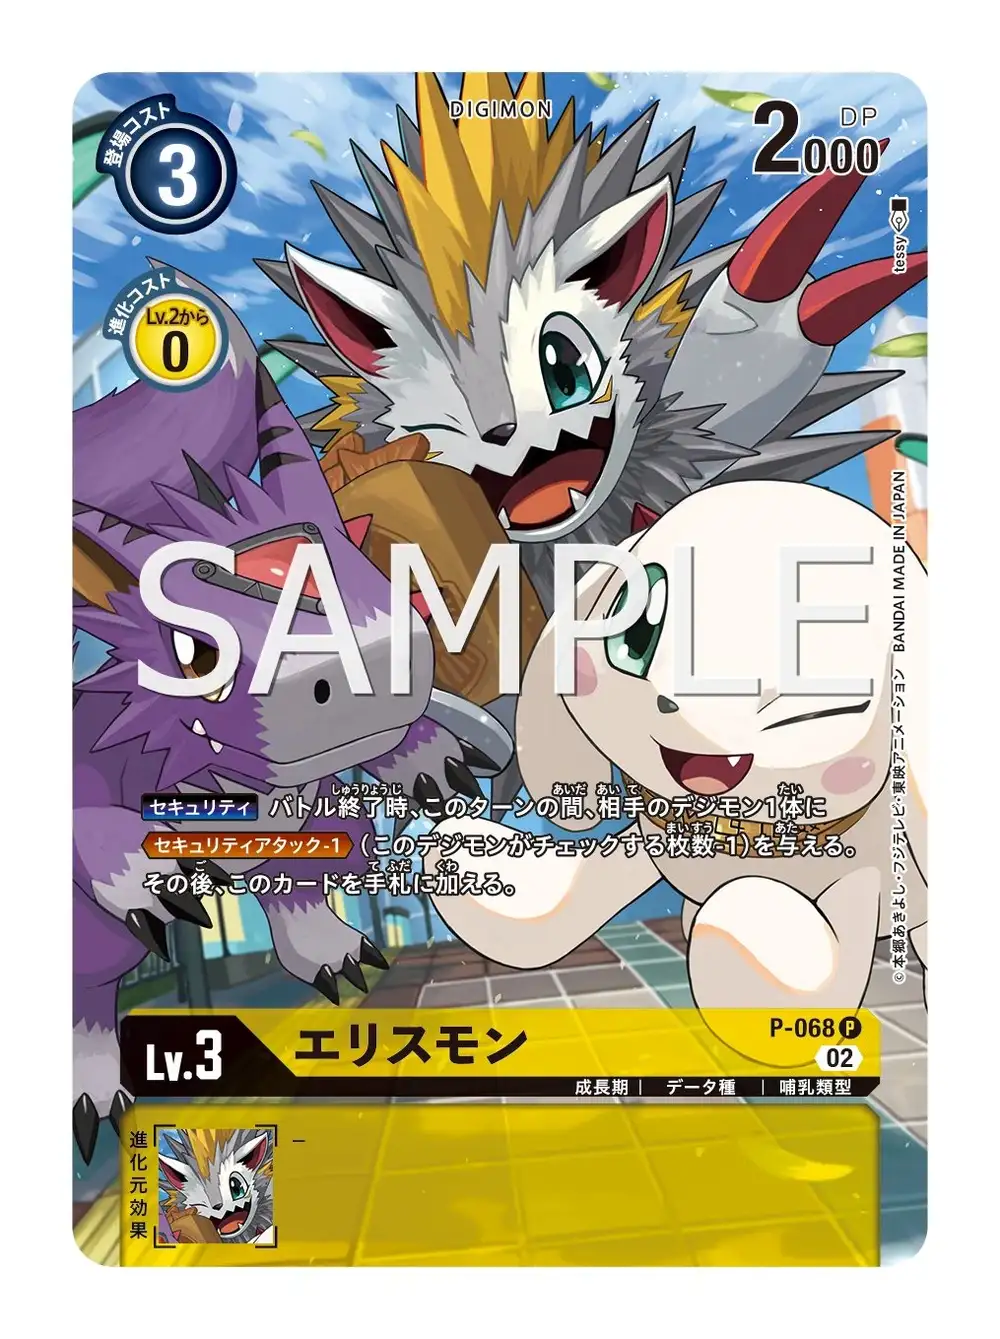 登場コスト
3
DIGIMON
2000
DP
進化コスト
Lv.2から
0
tessy
SAMPLE
セキュリティ バトル終了時、このターンの間、相手のデジモン1体に
セキュリティアタック-1 (このデジモンがチェックする枚数-1)を与える。
その後、このカードを手札に加える。
©本郷あきよし・フジテレビ・東映アニメーション BANDAI MADE IN JAPAN
P-068 P
02
Lv.3
エリスモン
成長期 | データ種 | 哺乳類型
進化元効果
–